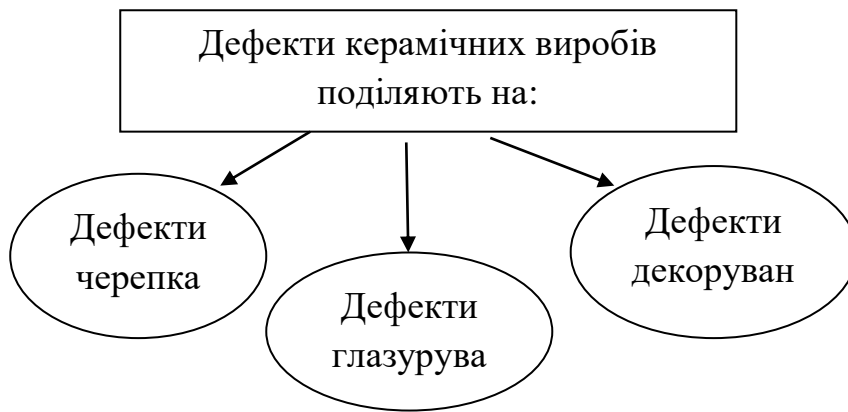 Дефекти керамічних виробів
поділяють на:
Дефекти
черепка
Дефекти
глазурува
Дефекти
декоруван